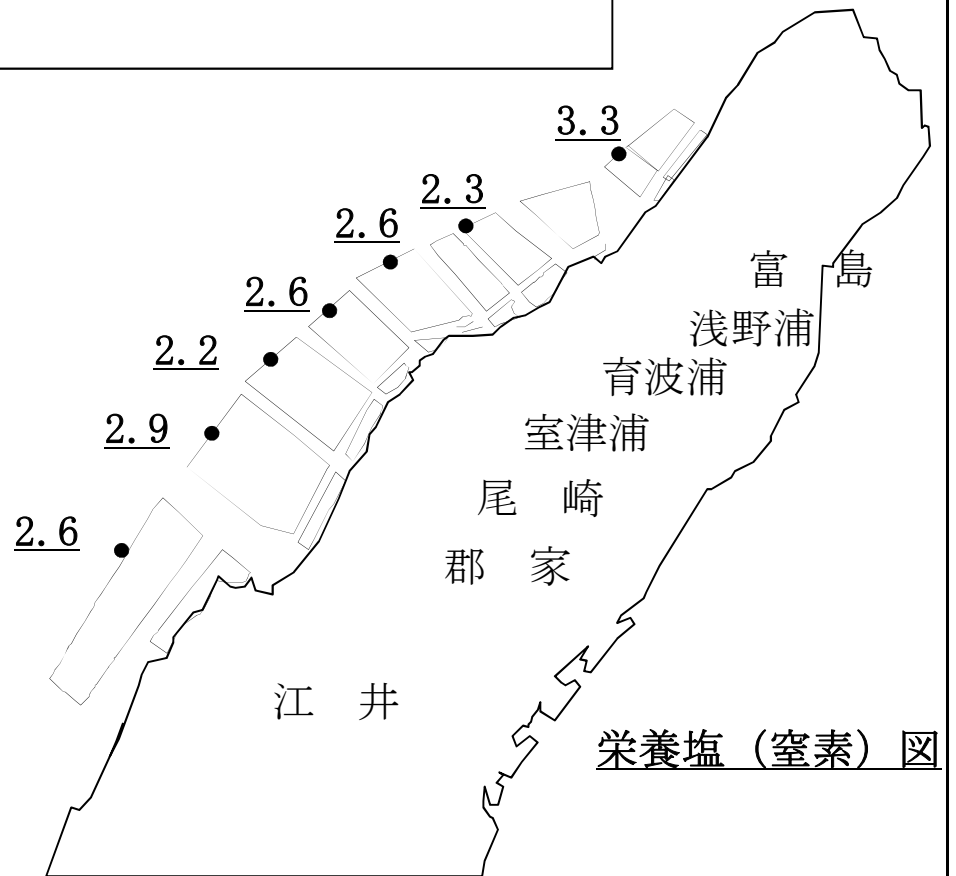 3.3
2.3
2.6
2.6
2.2
2.9
2.6
富　島
浅野浦
育波浦
室津浦
尾　崎
郡　家
江　井
栄養塩（窒素）図